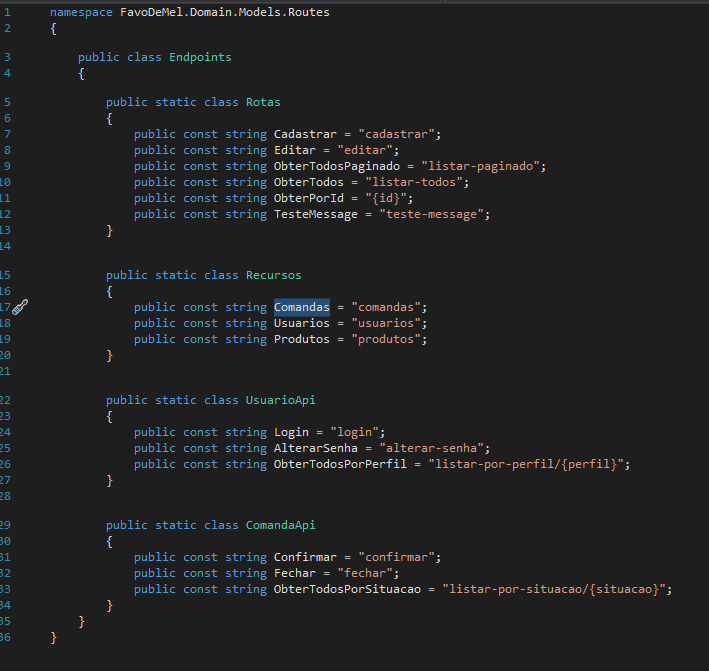 1 namespace FavoDeMel.Domain.Models.Routes
2 {
3 public class Endpoints
4 {
5 public static class Rotas
6 {
7 public const string Cadastrar = "cadastrar";
8 public const string Editar = "editar";
9 public const string ObterTodosPaginado = "listar-paginado";
10 public const string ObterTodos = "listar-todos";
11 public const string ObterPorId = "{id}";
12 public const string TesteMessage = "teste-message";
13 }
14
15 public static class Recursos
16 {
17 public const string Comandas = "comandas";
18 public const string Usuarios = "usuarios";
19 public const string Produtos = "produtos";
20 }
21
22 public static class UsuarioApi
23 {
24 public const string Login = "login";
25 public const string AlterarSenha = "alterar-senha";
26 public const string ObterTodosPorPerfil = "listar-por-perfil/{perfil}";
27 }
28
29 public static class ComandaApi
30 {
31 public const string Confirmar = "confirmar";
32 public const string Fechar = "fechar";
33 public const string ObterTodosPorSituacao = "listar-por-situacao/{situacao}";
34 }
35 }
36 }